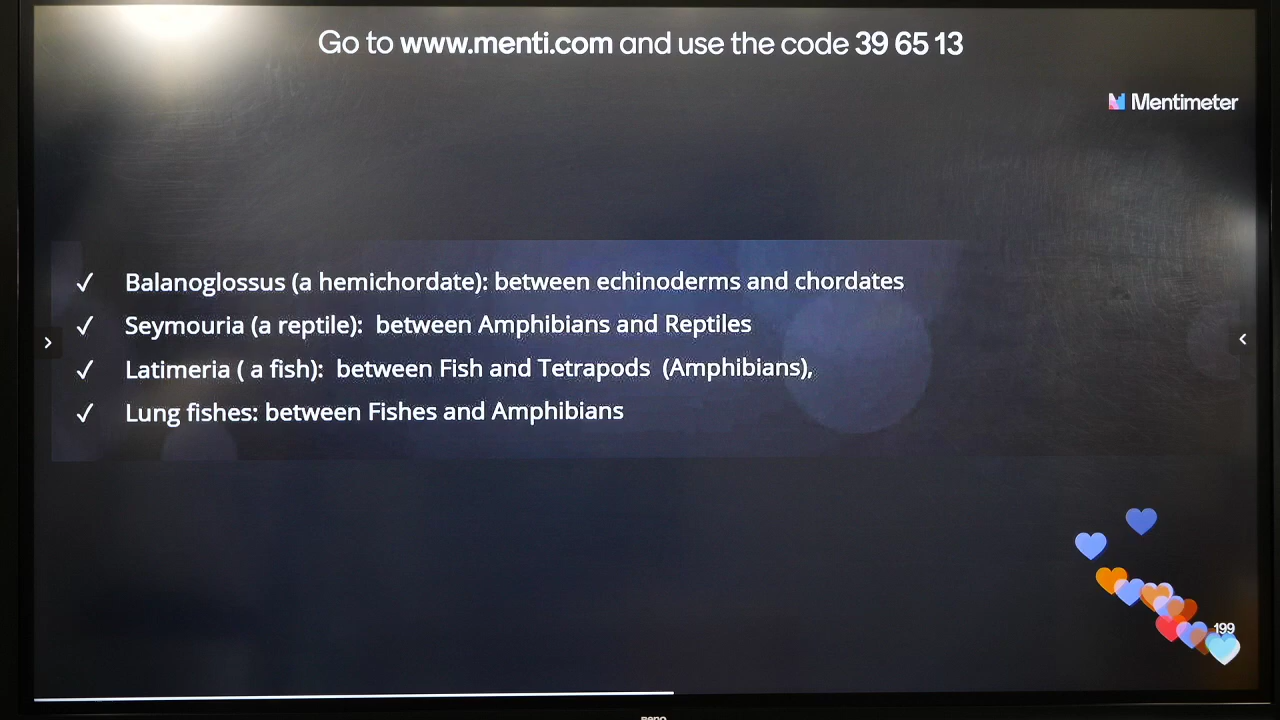 Go to www.menti.com and use the code 39 65 13
Mentimeter
✓ Balanoglossus (a hemichordate): between echinoderms and chordates
✓ Seymouria (a reptile):  between Amphibians and Reptiles
✓ Latimeria ( a fish):  between Fish and Tetrapods  (Amphibians),
✓ Lung fishes: between Fishes and Amphibians
199
BenQ